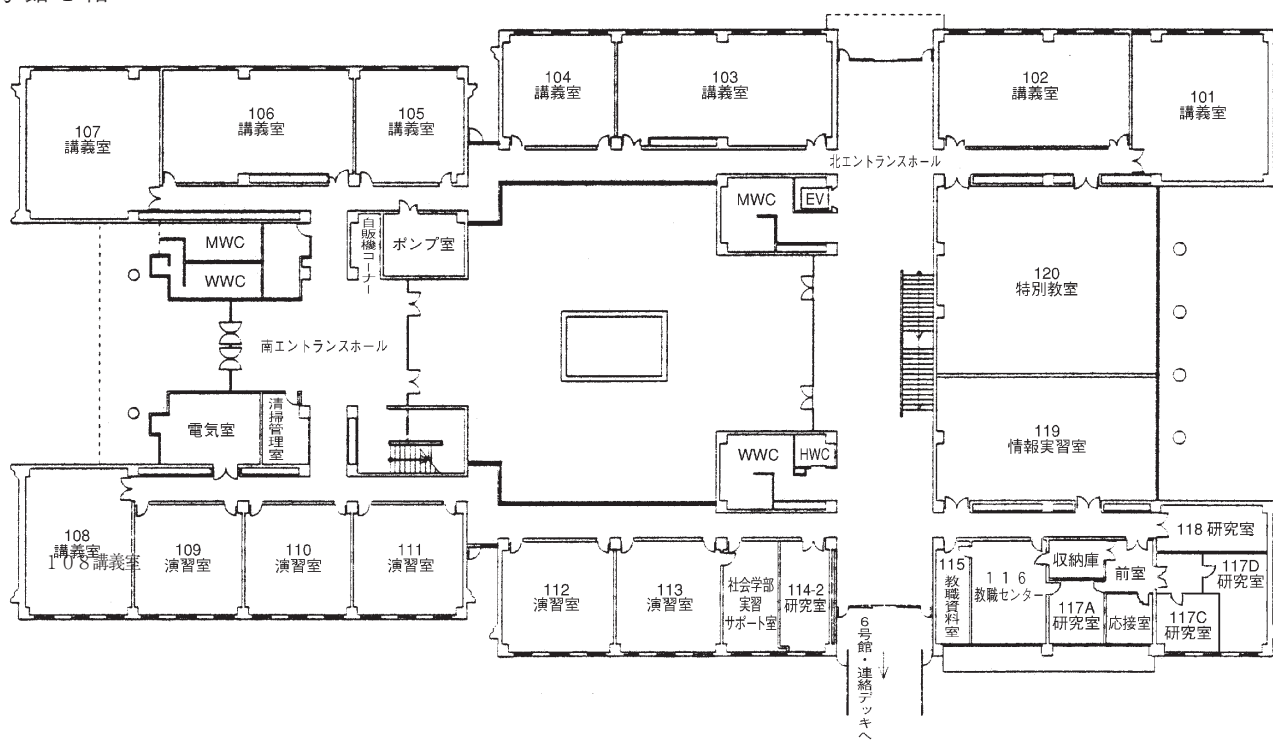 104
講義室
103
講義室
102
講義室
101
講義室
107
講義室
106
講義室
105
講義室
北エントランスホール
MWC
EV
自販機コーナー
ポンプ室
MWC
WWC
120
特別教室
南エントランスホール
電気室
清掃管理室
WWC
HWC
119
情報実習室
108
講義室
108講義室
109
演習室
110
演習室
111
演習室
112
演習室
113
演習室
社会学部
実習
サポート室
114-2
研究室
115
教職資料室
116
教職センター
収納庫
前室
118 研究室
117D
研究室
117A
研究室
応接室
117C
研究室
6号館・連絡デッキへ